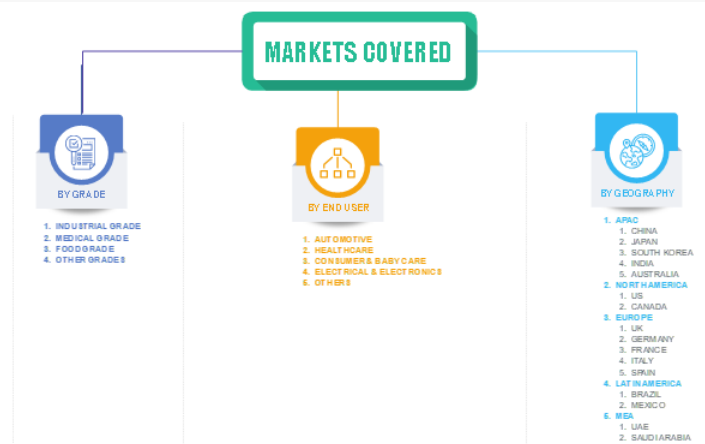 MARKETS COVERED
BY GRADE
1. INDUSTRIAL GRADE
2. MEDICAL GRADE
3. FOOD GRADE
4. OTHER GRADES
BY END USER
1. AUTOMOTIVE
2. HEALTHCARE
3. CONSUMER & BABY CARE
4. ELECTRICAL & ELECTRONICS
5. OTHERS
BY GEOGRAPHY
1. APAC
1. CHINA
2. JAPAN
3. SOUTH KOREA
4. INDIA
5. AUSTRALIA
2. NORTH AMERICA
1. US
2. CANADA
3. EUROPE
1. UK
2. GERMANY
3. FRANCE
4. ITALY
5. SPAIN
4. LATIN AMERICA
1. BRAZIL
2. MEXICO
5. MEA
1. UAE
2. SAUDI ARABIA